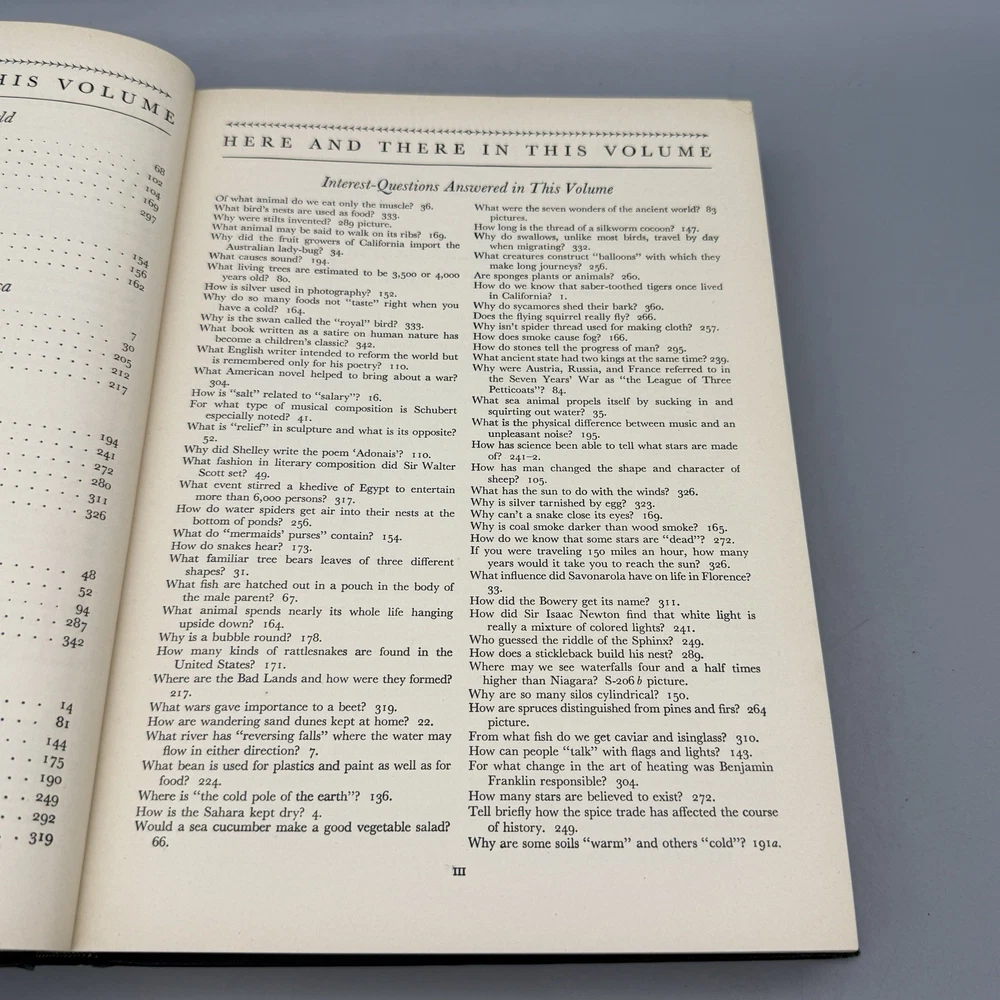 HIS VOLUME
ld
68
102
104
169
297
154
156
162
ca
7
30
205
212
217
194
241
272
280
311
326
48
52
94
287
342
14
81
144
175
190
249
292
319
HERE AND THERE IN THIS VOLUME
Interest-Questions Answered in This Volume
Of what animal do we eat only the muscle? 36.
What bird's nests are used as food? 333.
Why were stilts invented? 289 picture.
What animal may be said to walk on its ribs? 169.
Why did the fruit growers of California import the
Australian lady-bug? 34.
What causes sound? 194.
What living trees are estimated to be 3,500 or 4,000
years old? 80.
How is silver used in photography? 152.
Why do so many foods not "taste" right when you
have a cold? 164.
Why is the swan called the "royal" bird? 333.
What book written as a satire on human nature has
become a children's classic? 342.
What English writer intended to reform the world but
is remembered only for his poetry? 110.
What American novel helped to bring about a war?
304.
How is "salt" related to "salary"? 16.
For what type of musical composition is Schubert
especially noted? 41.
What is "relief" in sculpture and what is its opposite?
52.
Why did Shelley write the poem 'Adonais'? 110.
What fashion in literary composition did Sir Walter
Scott set? 49.
What event stirred a khedive of Egypt to entertain
more than 6,000 persons? 317.
How do water spiders get air into their nests at the
bottom of ponds? 256.
What do "mermaids' purses" contain? 154.
How do snakes hear? 173.
What familiar tree bears leaves of three different
shapes? 31.
What fish are hatched out in a pouch in the body of
the male parent? 67.
What animal spends nearly its whole life hanging
upside down? 164.
Why is a bubble round? 178.
How many kinds of rattlesnakes are found in the
United States? 171.
Where are the Bad Lands and how were they formed?
217.
What wars gave importance to a beet? 319.
How are wandering sand dunes kept at home? 22.
What river has "reversing falls" where the water may
flow in either direction? 7.
What bean is used for plastics and paint as well as for
food? 224.
Where is "the cold pole of the earth"? 136.
How is the Sahara kept dry? 4.
Would a sea cucumber make a good vegetable salad?
66.
What were the seven wonders of the ancient world? 83
pictures.
How long is the thread of a silkworm cocoon? 147.
Why do swallows, unlike most birds, travel by day
when migrating? 332.
What creatures construct "balloons" with which they
make long journeys? 256.
Are sponges plants or animals? 260.
How do we know that saber-toothed tigers once lived
in California? 1.
Why do sycamores shed their bark? 360.
Does the flying squirrel really fly? 266.
Why isn't spider thread used for making cloth? 257.
How does smoke cause fog? 166.
How do stones tell the progress of man? 295.
What ancient state had two kings at the same time? 239.
Why were Austria, Russia, and France referred to in
the Seven Years' War as "the League of Three
Petticoats"? 84.
What sea animal propels itself by sucking in and
squirting out water? 35.
What is the physical difference between music and an
unpleasant noise? 195.
How has science been able to tell what stars are made
of? 241-2.
How has man changed the shape and character of
sheep? 105.
What has the sun to do with the winds? 326.
Why is silver tarnished by egg? 323.
Why can't a snake close its eyes? 169.
Why is coal smoke darker than wood smoke? 165.
How do we know that some stars are "dead"? 272.
If you were traveling 150 miles an hour, how many
years would it take you to reach the sun? 326.
What influence did Savonarola have on life in Florence?
33.
How did the Bowery get its name? 311.
How did Sir Isaac Newton find that white light is
really a mixture of colored lights? 241.
Who guessed the riddle of the Sphinx? 249.
How does a stickleback build his nest? 289.
Where may we see waterfalls four and a half times
higher than Niagara? S-206 b picture.
Why are so many silos cylindrical? 150.
How are spruces distinguished from pines and firs? 264
picture.
From what fish do we get caviar and isinglass? 310.
How can people "talk" with flags and lights? 143.
For what change in the art of heating was Benjamin
Franklin responsible? 304.
How many stars are believed to exist? 272.
Tell briefly how the spice trade has affected the course
of history. 249.
Why are some soils "warm" and others "cold"? 191a.
III